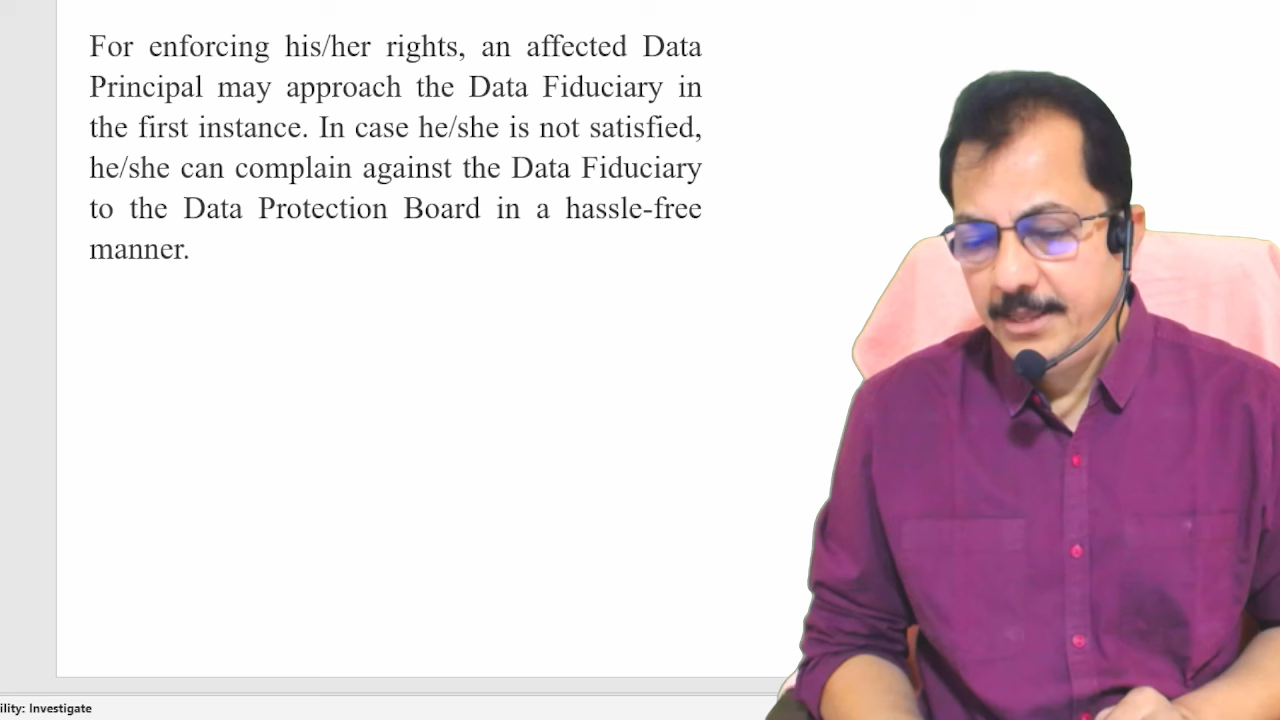 For enforcing his/her rights, an affected Data
Principal may approach the Data Fiduciary in
the first instance. In case he/she is not satisfied,
he/she can complain against the Data Fiduciary
to the Data Protection Board in a hassle-free
manner.
ility: Investigate